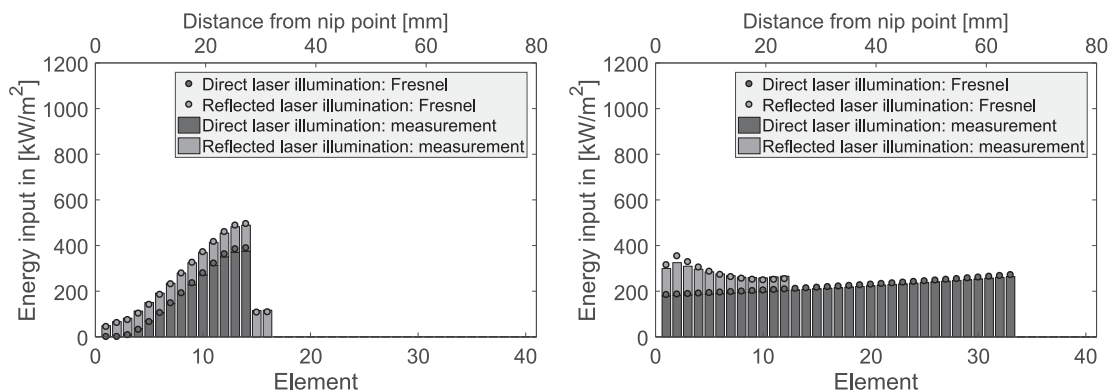 Distance from nip point [mm]
0 20 40 60 80
1200
1000
800
600
400
200
0
Energy input in [kW/m²]
Direct laser illumination: Fresnel
Reflected laser illumination: Fresnel
Direct laser illumination: measurement
Reflected laser illumination: measurement
0 10 20 30 40
Element
Distance from nip point [mm]
0 20 40 60 80
1200
1000
800
600
400
200
0
Energy input in [kW/m²]
Direct laser illumination: Fresnel
Reflected laser illumination: Fresnel
Direct laser illumination: measurement
Reflected laser illumination: measurement
0 10 20 30 40
Element